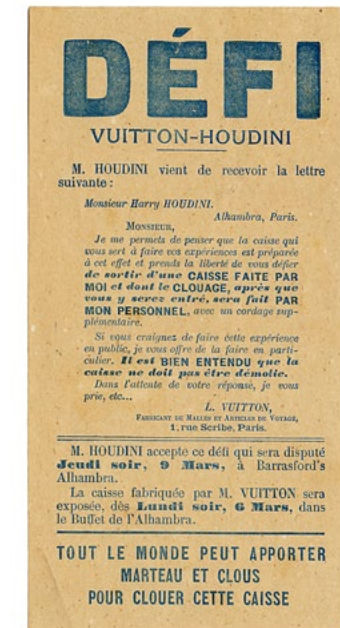 DÉFI
VUITTON-HOUDINI
M. HOUDINI vient de recevoir la lettre
suivante :
Monsieur Harry HOUDINI.
Alhambra, Paris.
MONSIEUR,
Je me permets de penser que la caisse qui
vous sert à faire vos expériences est préparée
à cet effet et prends la liberté de vous défier
de sortir d'une CAISSE FAITE PAR
MOI et dont le CLOUAGE, après que
vous y serez entré, sera fait PAR
MON PERSONNEL, avec un cordage sup-
plémentaire.
Si vous craignez de faire cette expérience
en public, je vous offre de la faire en parti-
culier. Il est BIEN ENTENDU que la
caisse ne doit pas être démolie.
Dans l'attente de votre réponse, je vous
prie, etc...
L. VUITTON,
FABRICANT DE MALLES ET ARTICLES DE VOYAGE,
1, rue Scribe, Paris.
M. HOUDINI accepte ce défi qui sera disputé
Jeudi soir, 9 Mars, à Barrasford's
Alhambra.
La caisse fabriquée par M. VUITTON sera
exposée, dès Lundi soir, 6 Mars, dans
le Buffet de l'Alhambra.
TOUT LE MONDE PEUT APPORTER
MARTEAU ET CLOUS
POUR CLOUER CETTE CAISSE